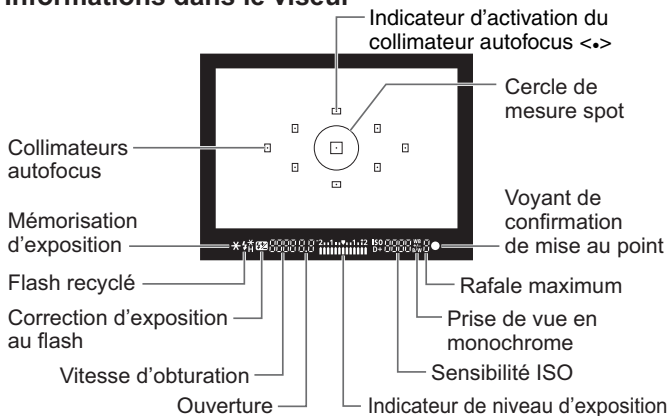 Informations dans le viseur
Indicateur d'activation du
collimateur autofocus <•>
Cercle de
mesure spot
Collimateurs
autofocus
Mémorisation
d'exposition
Voyant de
confirmation
de mise au point
Flash recyclé
Rafale maximum
Correction d'exposition
au flash
Prise de vue en
monochrome
Vitesse d'obturation
Sensibilité ISO
Ouverture
Indicateur de niveau d'exposition
ISO
D+
B/W